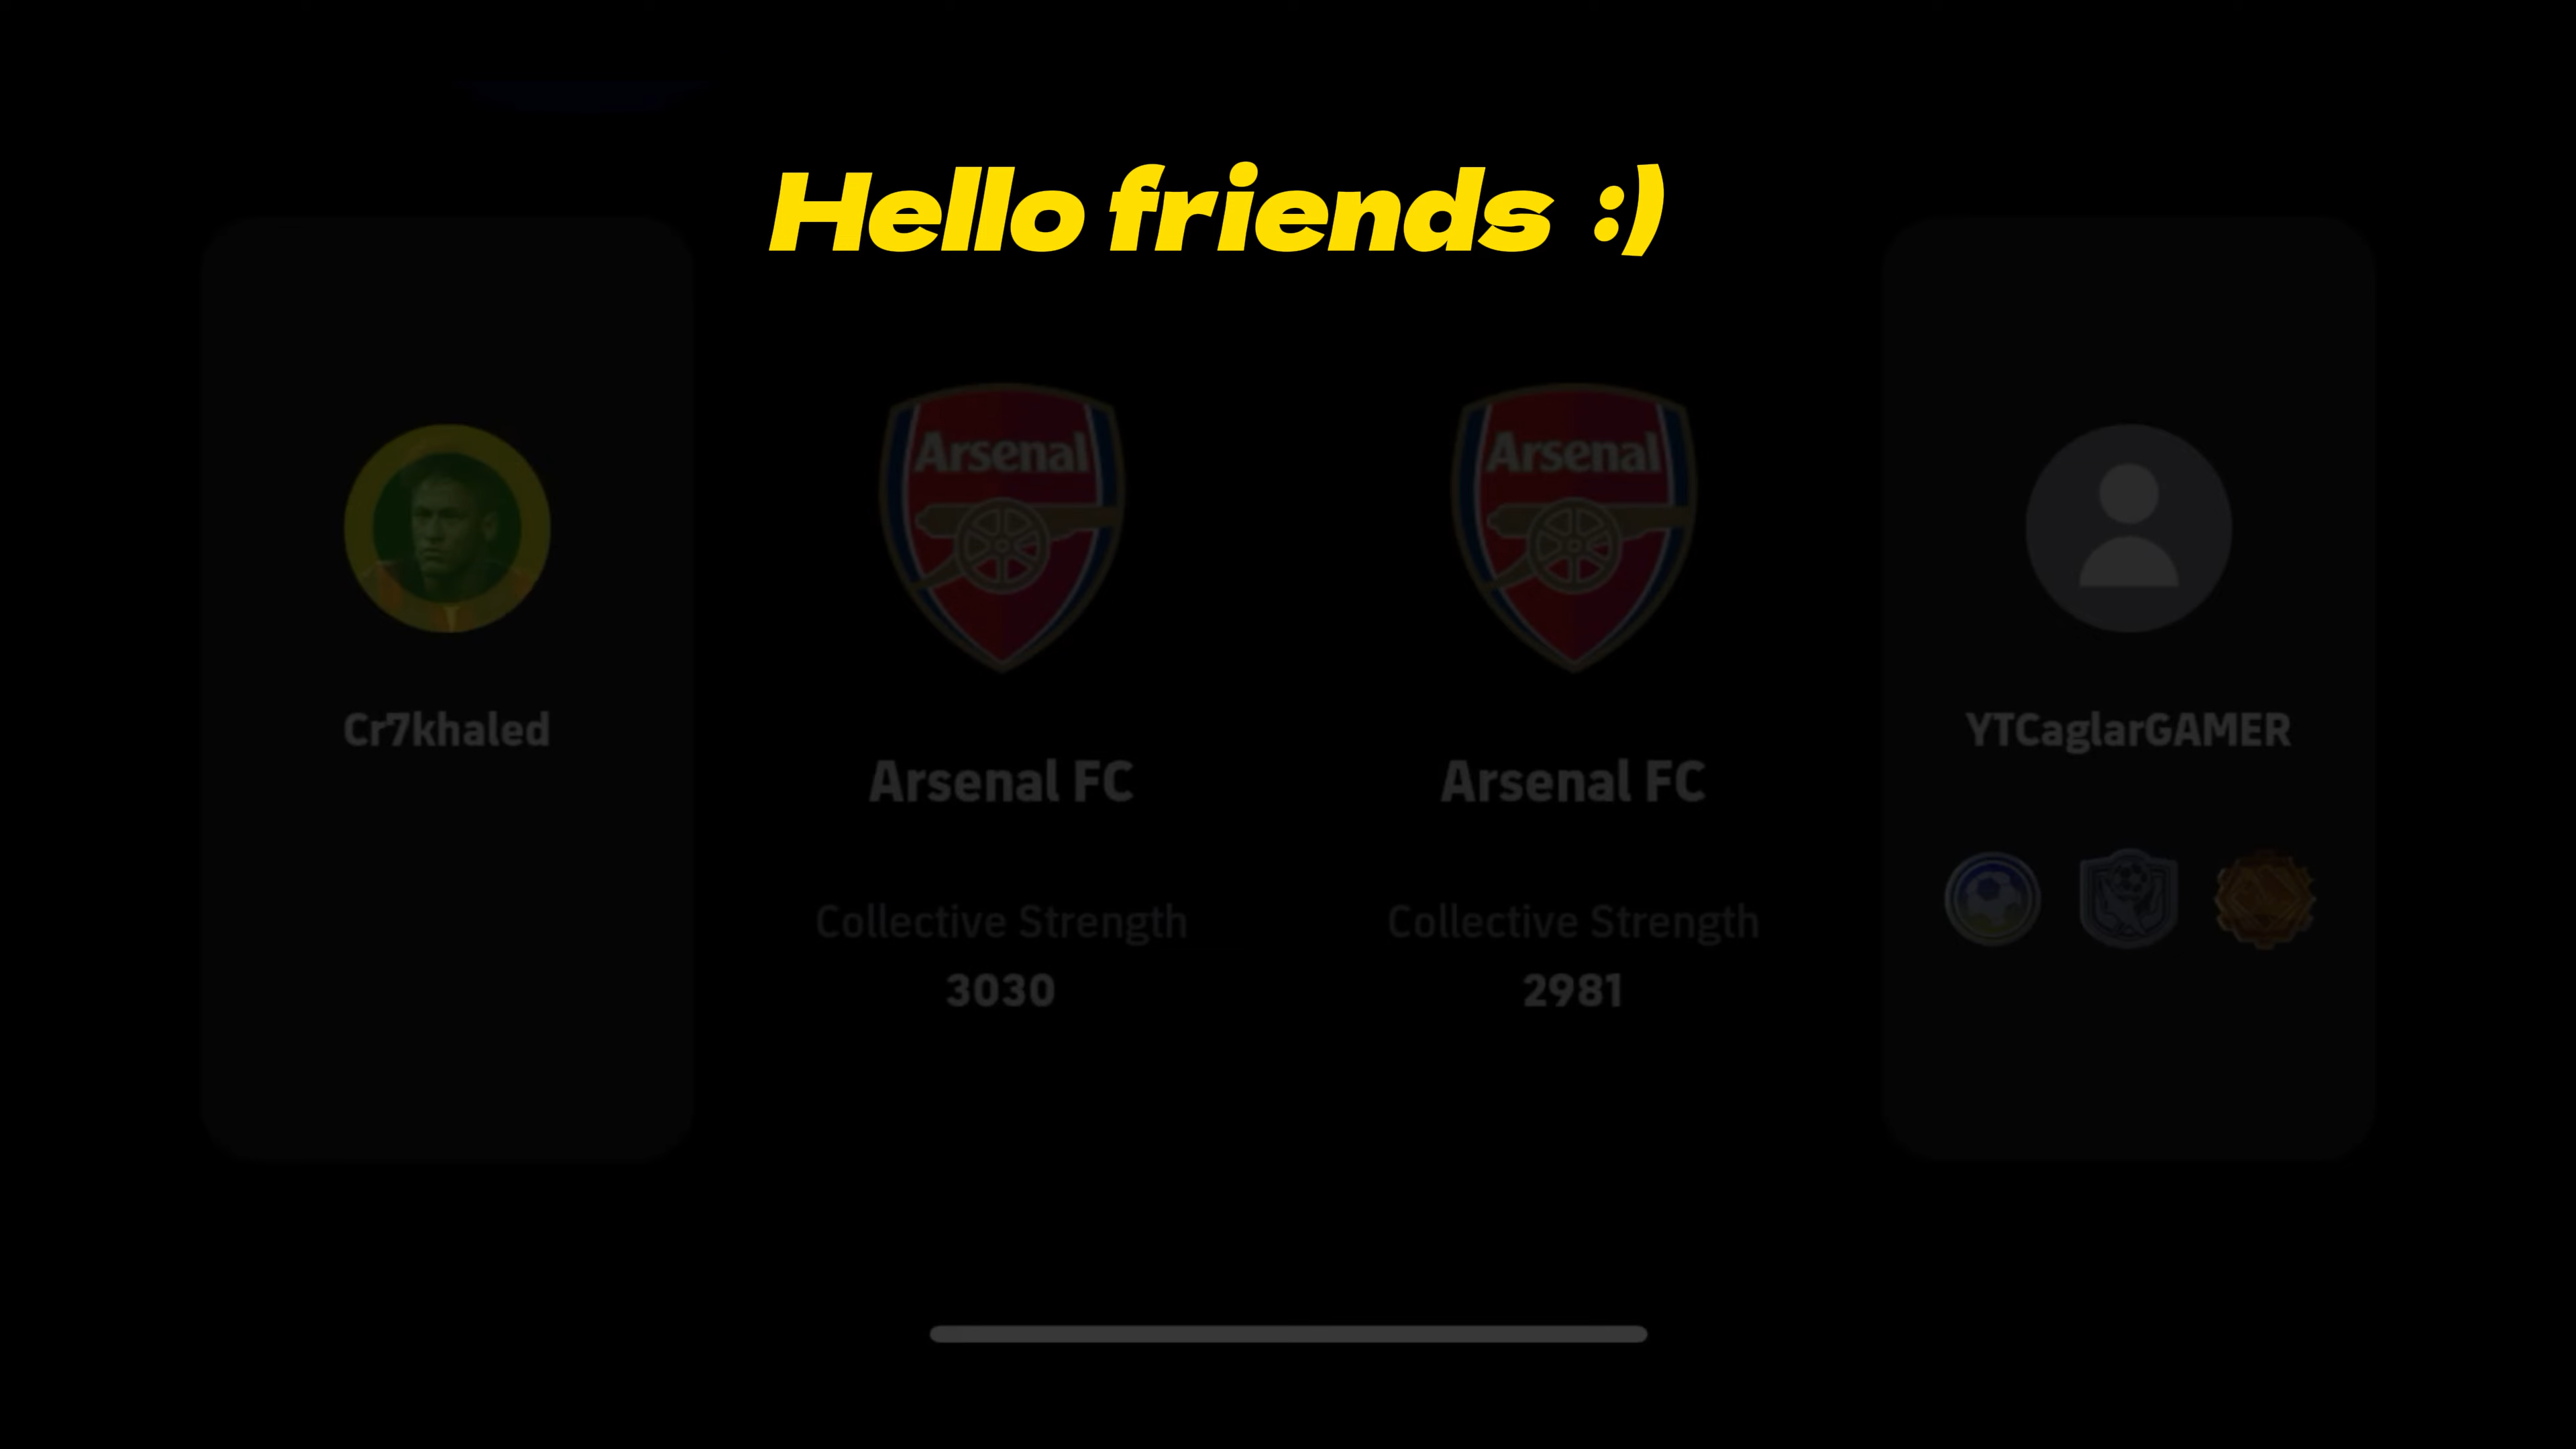 Hello friends :)
Arsenal
Arsenal
Cr7khaled
YTCaglarGAMER
Arsenal FC
Arsenal FC
Collective Strength
Collective Strength
3030
2981